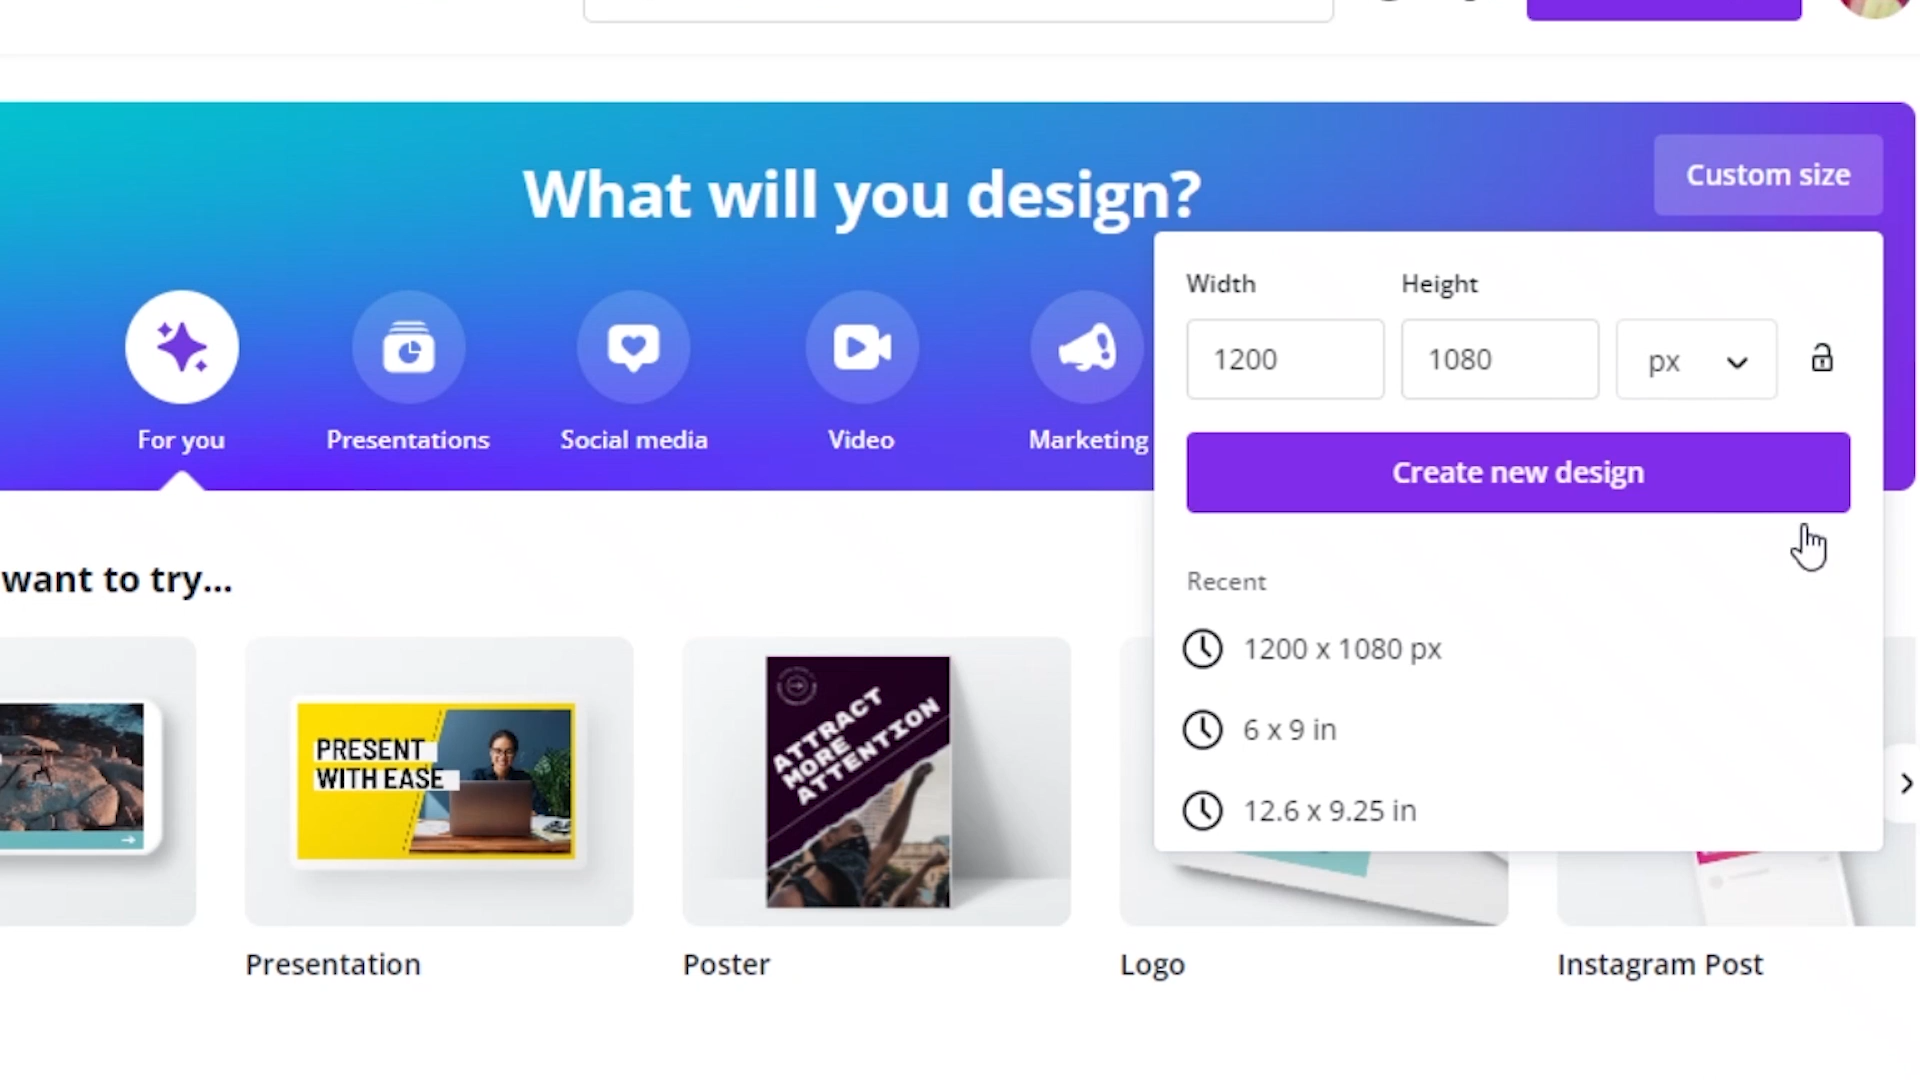 What will you design?
Custom size
For you
Presentations
Social media
Video
Marketing
Width
Height
1200
1080
px
Create new design
Recent
1200 x 1080 px
6 x 9 in
12.6 x 9.25 in
want to try...
PRESENT
WITH EASE
ATTRACT
MORE
ATTENTION
Presentation
Poster
Logo
Instagram Post